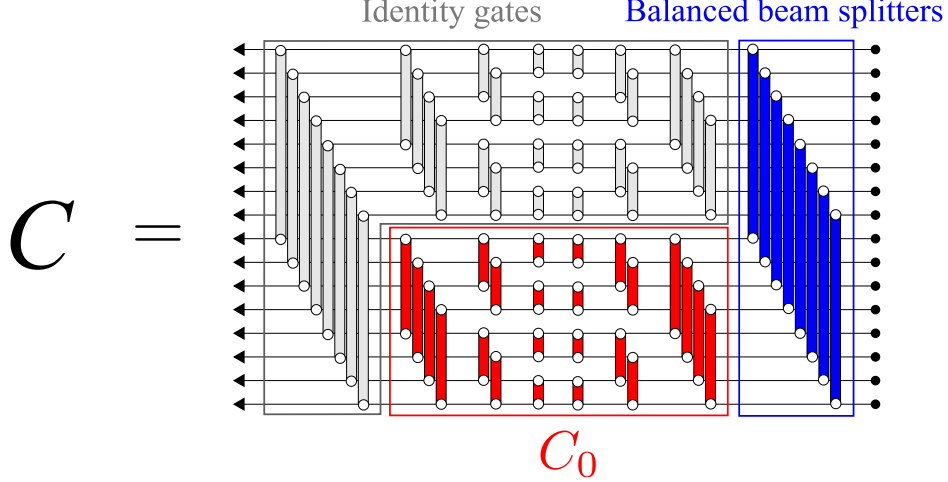 Identity gates
Balanced beam splitters
C =
C₀